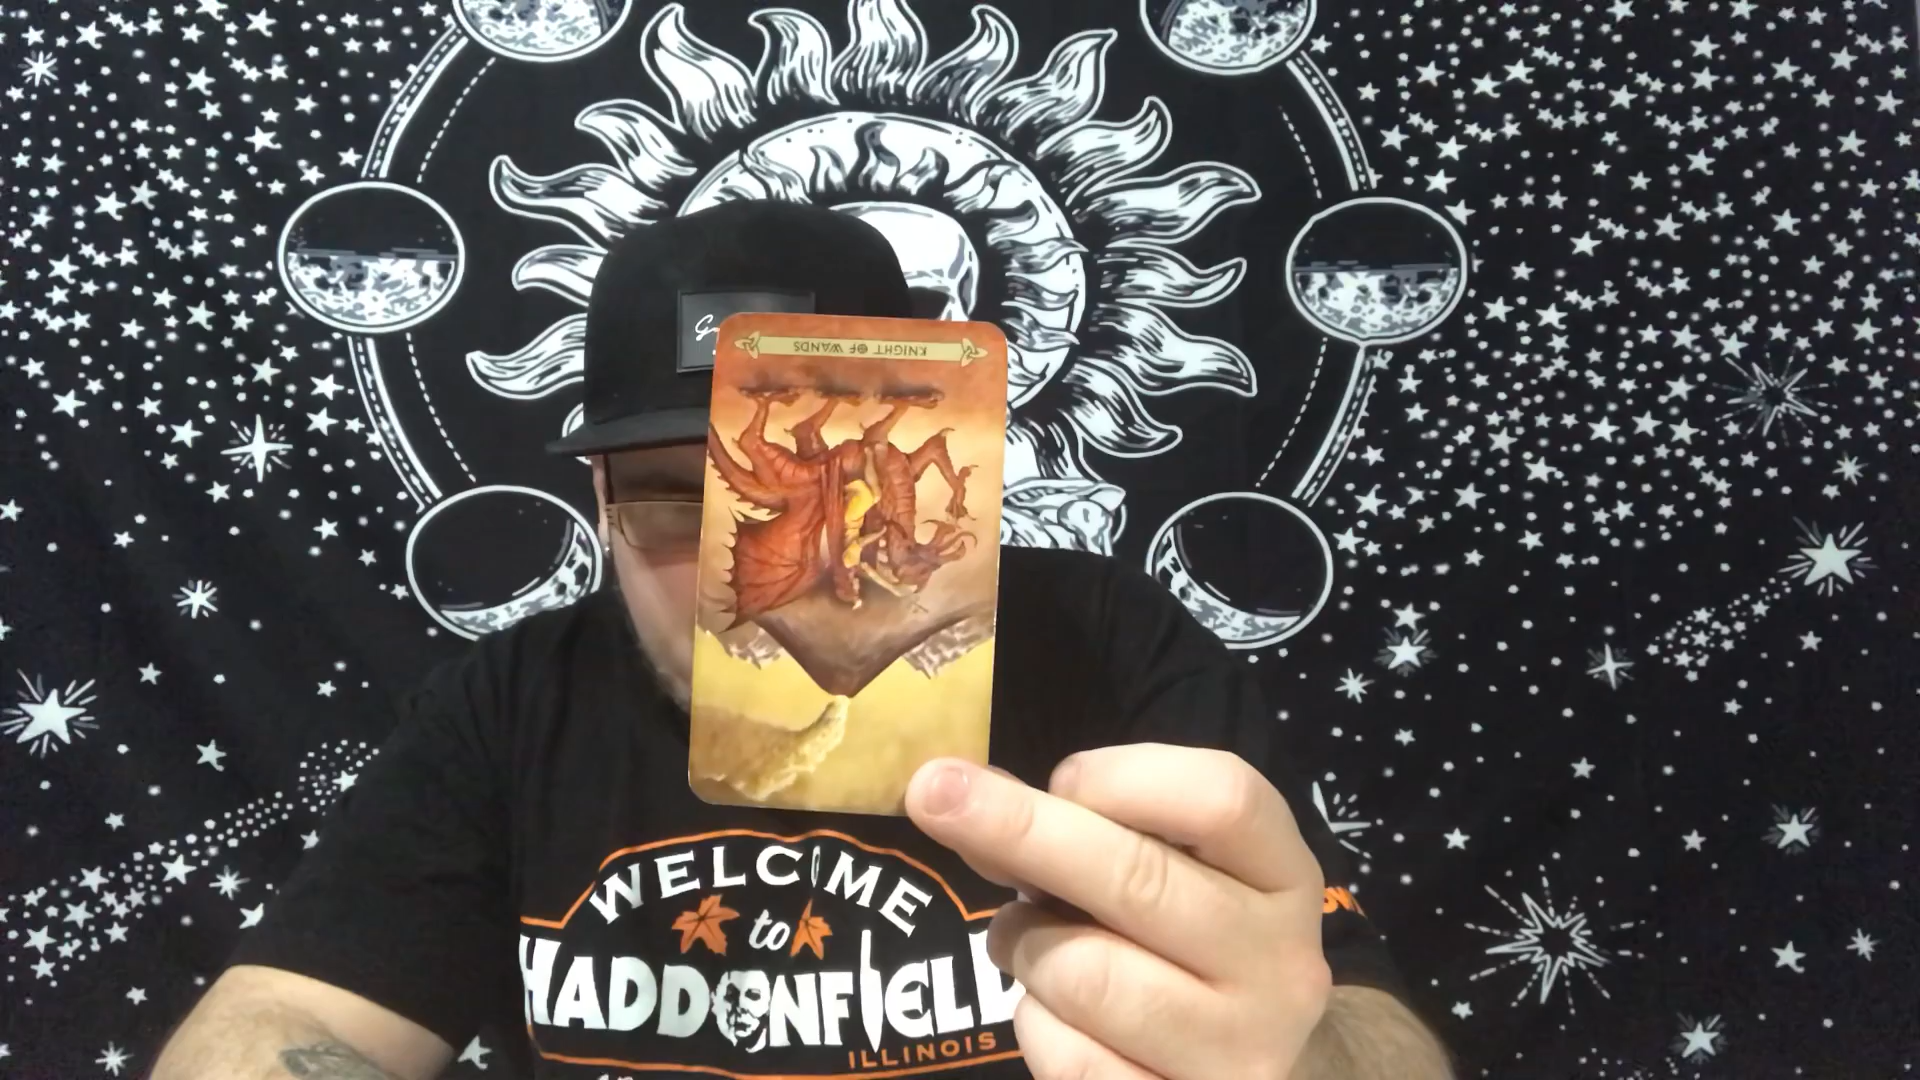 KNIGHT OF WANDS
WELCOME
to
HADDONFIELD
ILLINOIS